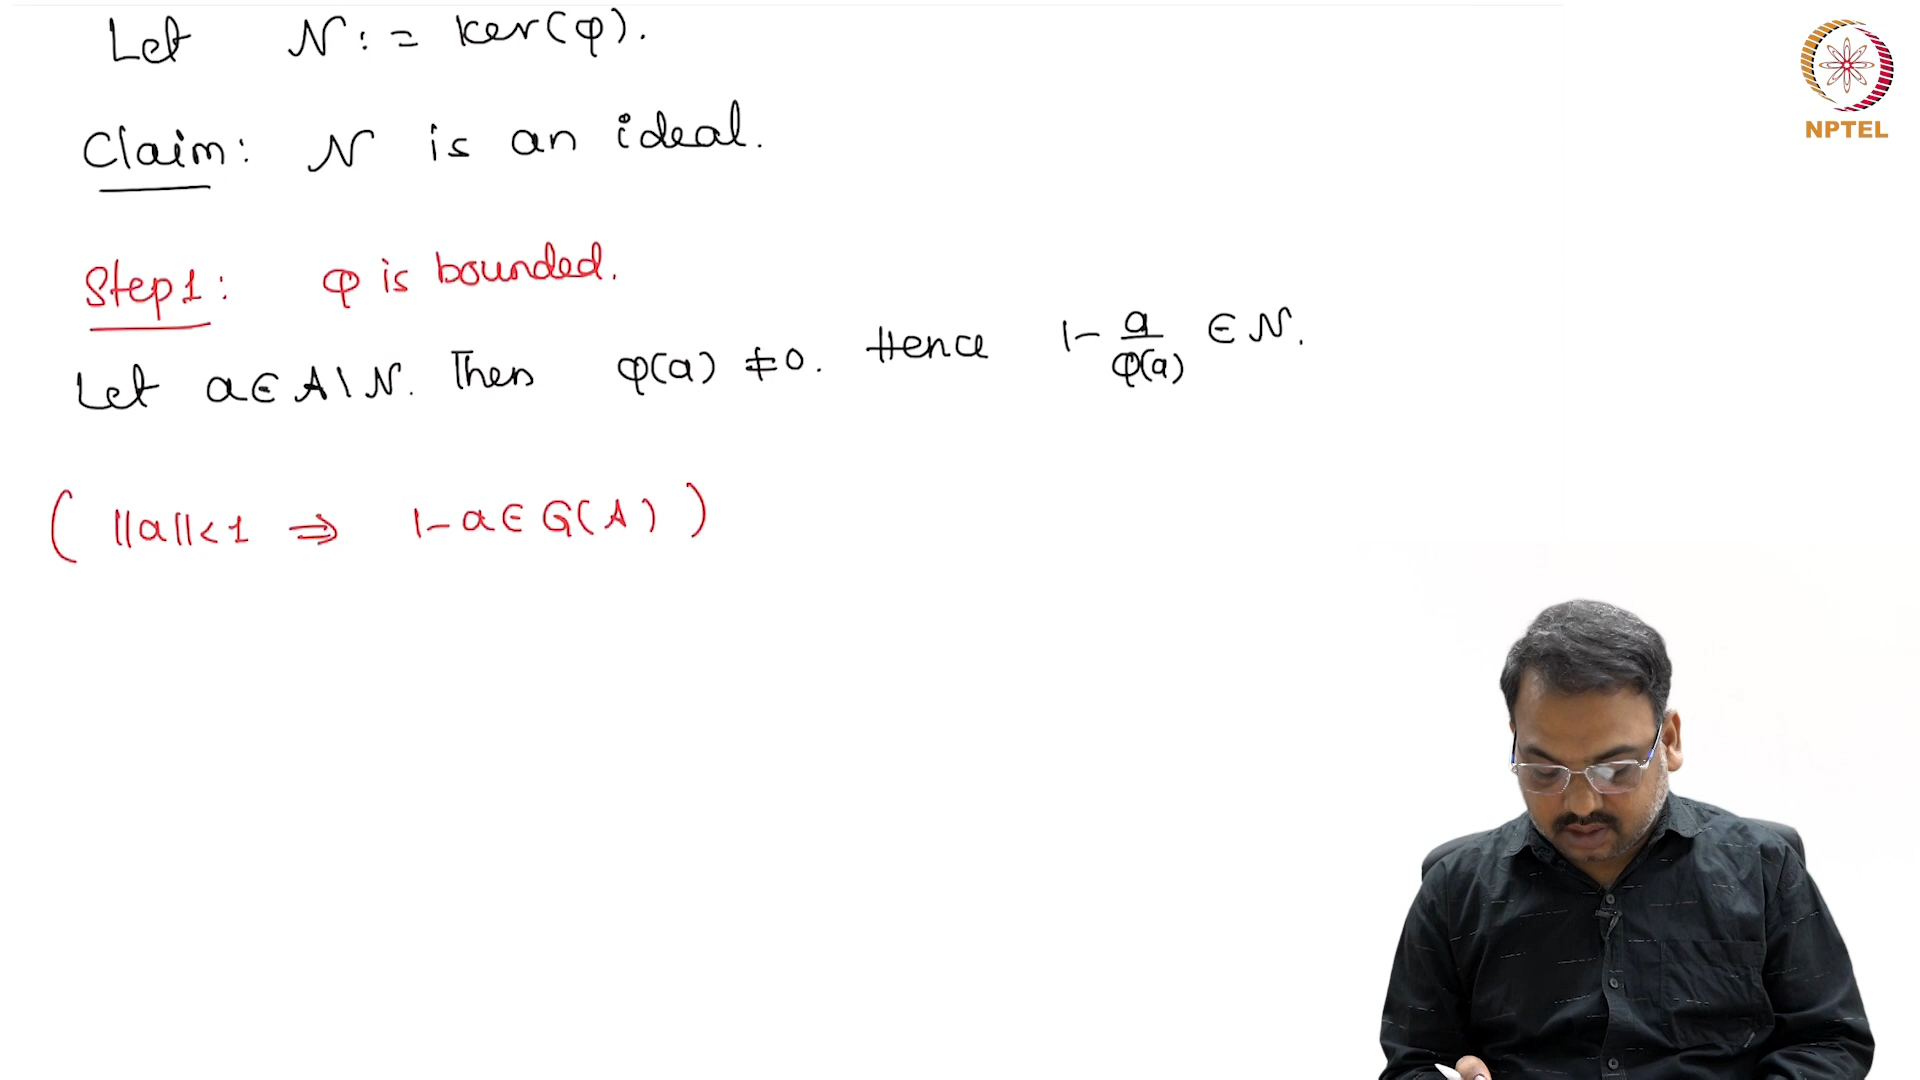 Let N := ker(φ).
NPTEL
Claim: N is an ideal.
Step 1: φ is bounded.
Let a ∈ A \ N. Then φ(a) ≠ 0. Hence 1 - a/φ(a) ∈ N.
( ||a|| < 1 ⇒ 1 - a ∈ G(A) )